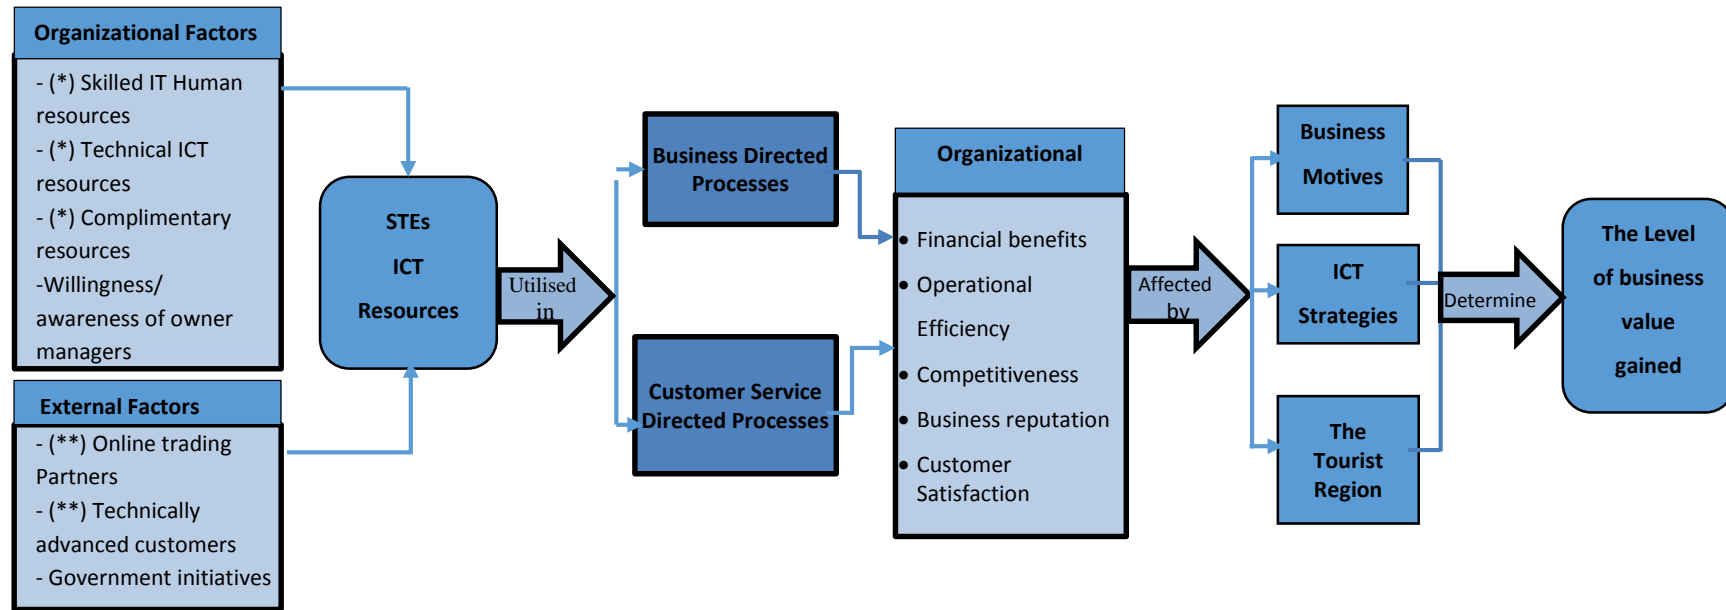 Organizational Factors
- (*) Skilled IT Human
resources
- (*) Technical ICT
resources
- (*) Complimentary
resources
-Willingness/
awareness of owner
managers
External Factors
- (**) Online trading
Partners
- (**) Technically
advanced customers
- Government initiatives
STEs
ICT
Resources
Utilised
in
Business Directed
Processes
Customer Service
Directed Processes
Organizational
• Financial benefits
• Operational
Efficiency
• Competitiveness
• Business reputation
• Customer
Satisfaction
Affected
by
Business
Motives
ICT
Strategies
The
Tourist
Region
Determine
The Level
of business
value
gained